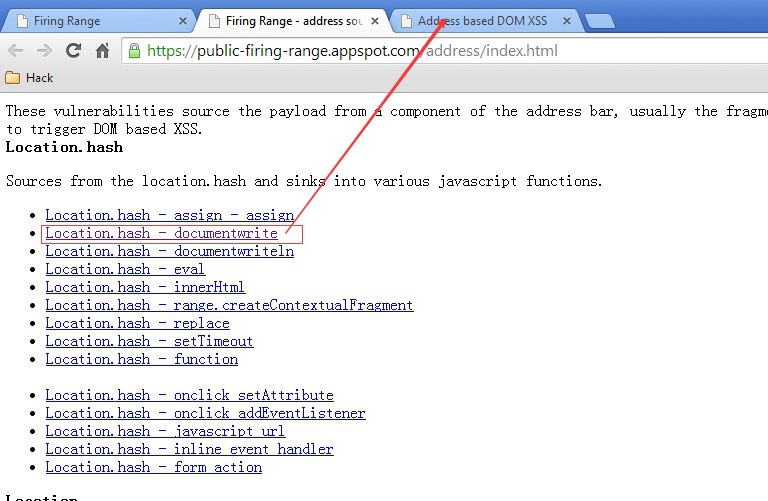 Firing Range
Firing Range - address sou
Address based DOM XSS
https://public-firing-range.appspot.com/address/index.html
Hack
These vulnerabilities source the payload from a component of the address bar, usually the fragme
to trigger DOM based XSS.
Location.hash
Sources from the location.hash and sinks into various javascript functions.
Location.hash - assign - assign
Location.hash - documentwrite
Location.hash - documentwriteln
Location.hash - eval
Location.hash - innerHtml
Location.hash - range.createContextualFragment
Location.hash - replace
Location.hash - setTimeout
Location.hash - function
Location.hash - onclick setAttribute
Location.hash - onclick addEventListener
Location.hash - javascript url
Location.hash - inline event handler
Location.hash - form action
Location